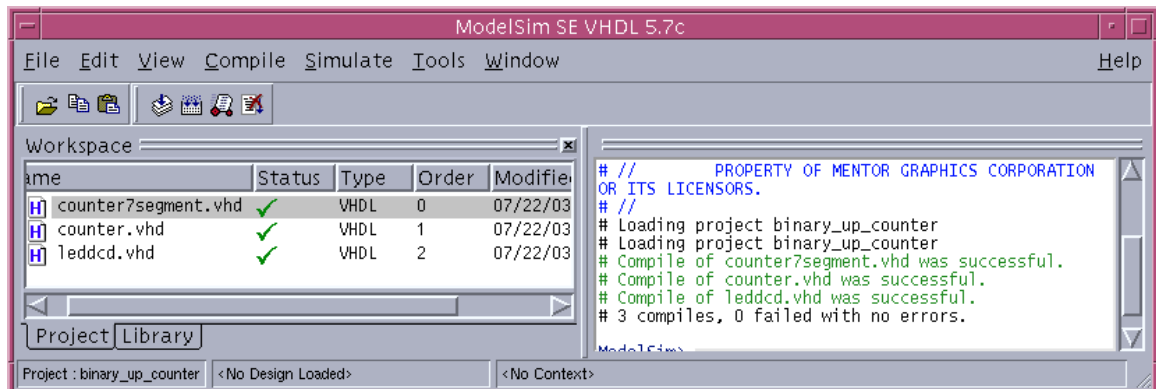 ModelSim SE VHDL 5.7c
File Edit View Compile Simulate Tools Window Help
Workspace
ame Status Type Order Modifie
counter7segment.vhd VHDL 0 07/22/03
counter.vhd VHDL 1 07/22/03
leddcd.vhd VHDL 2 07/22/03
Project Library
# // PROPERTY OF MENTOR GRAPHICS CORPORATION
OR ITS LICENSORS.
# //
# Loading project binary_up_counter
# Loading project binary_up_counter
# Compile of counter7segment.vhd was successful.
# Compile of counter.vhd was successful.
# Compile of leddcd.vhd was successful.
# 3 compiles, 0 failed with no errors.
ModelSim>
Project : binary_up_counter <No Design Loaded> <No Context>